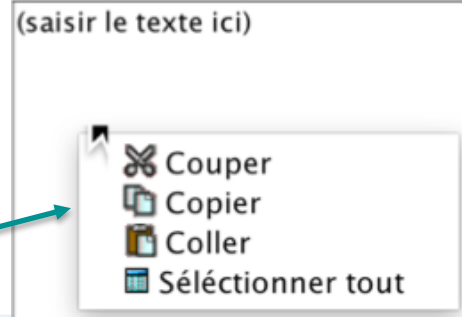 (saisir le texte ici)
Couper
Copier
Coller
Séléctionner tout